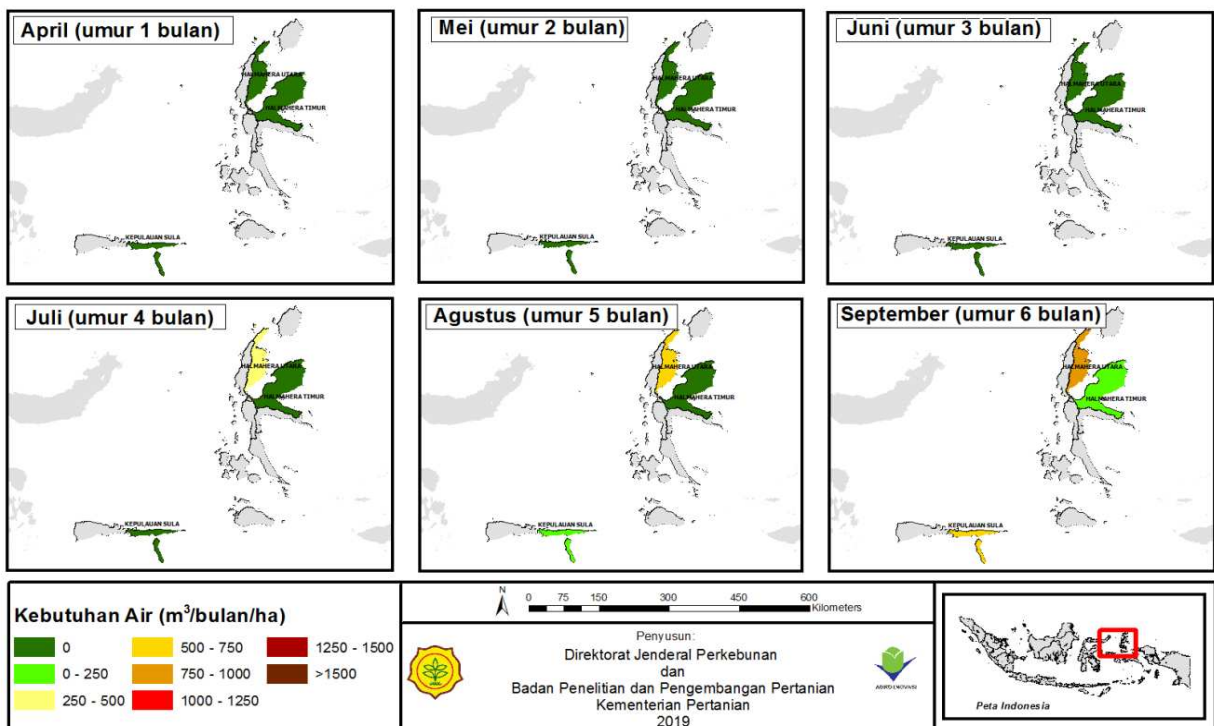 April (umur 1 bulan)
HALMAHERA UTARA
HALMAHERA TIMUR
KEPULAUAN SULA
Mei (umur 2 bulan)
HALMAHERA UTARA
HALMAHERA TIMUR
KEPULAUAN SULA
Juni (umur 3 bulan)
HALMAHERA UTARA
HALMAHERA TIMUR
KEPULAUAN SULA
Juli (umur 4 bulan)
HALMAHERA UTARA
HALMAHERA TIMUR
KEPULAUAN SULA
Agustus (umur 5 bulan)
HALMAHERA UTARA
HALMAHERA TIMUR
KEPULAUAN SULA
September (umur 6 bulan)
HALMAHERA UTARA
HALMAHERA TIMUR
KEPULAUAN SULA
Kebutuhan Air (m³/bulan/ha)
0
0 - 250
250 - 500
500 - 750
750 - 1000
1000 - 1250
1250 - 1500
>1500
N
0 75 150 300 450 600
Kilometers
Penyusun:
Direktorat Jenderal Perkebunan
dan
Badan Penelitian dan Pengembangan Pertanian
Kementerian Pertanian
2019
AGRO INOVASI
Peta Indonesia